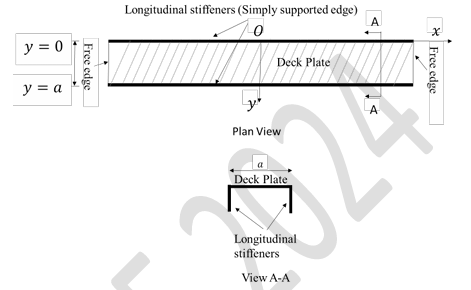 Longitudinal stiffeners (Simply supported edge)
A
x
y = 0
O
Free edge
Deck Plate
Free edge
y = a
y
A
Plan View
a
Deck Plate
Longitudinal
stiffeners
View A-A
2024